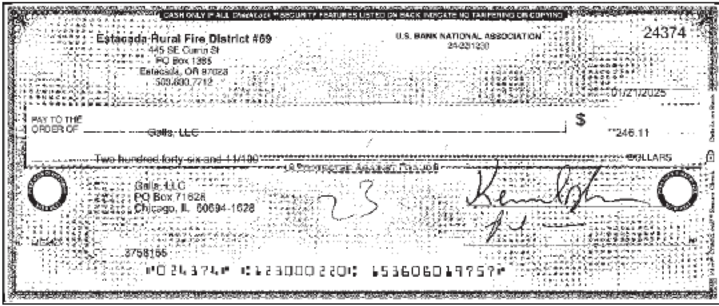 CASH ONLY IF ALL CheckLock™ SECURITY FEATURES LISTED ON BACK INDICATE NO TAMPERING OR COPYING
Estacada Rural Fire District #69
445 SE Currin St
PO Box 1385
Estacada, OR 97023
U.S. BANK NATIONAL ASSOCIATION
24374
01/21/2025
PAY TO THE
ORDER OF
Galls, LLC
$
**246.11
Two hundred forty-six and 11/100
DOLLARS
Galls, LLC
PO Box 71628
Chicago, IL 60694-1628
23
3758155
⑈024374⑈ ⑆123000220⑆ 153606019757⑈